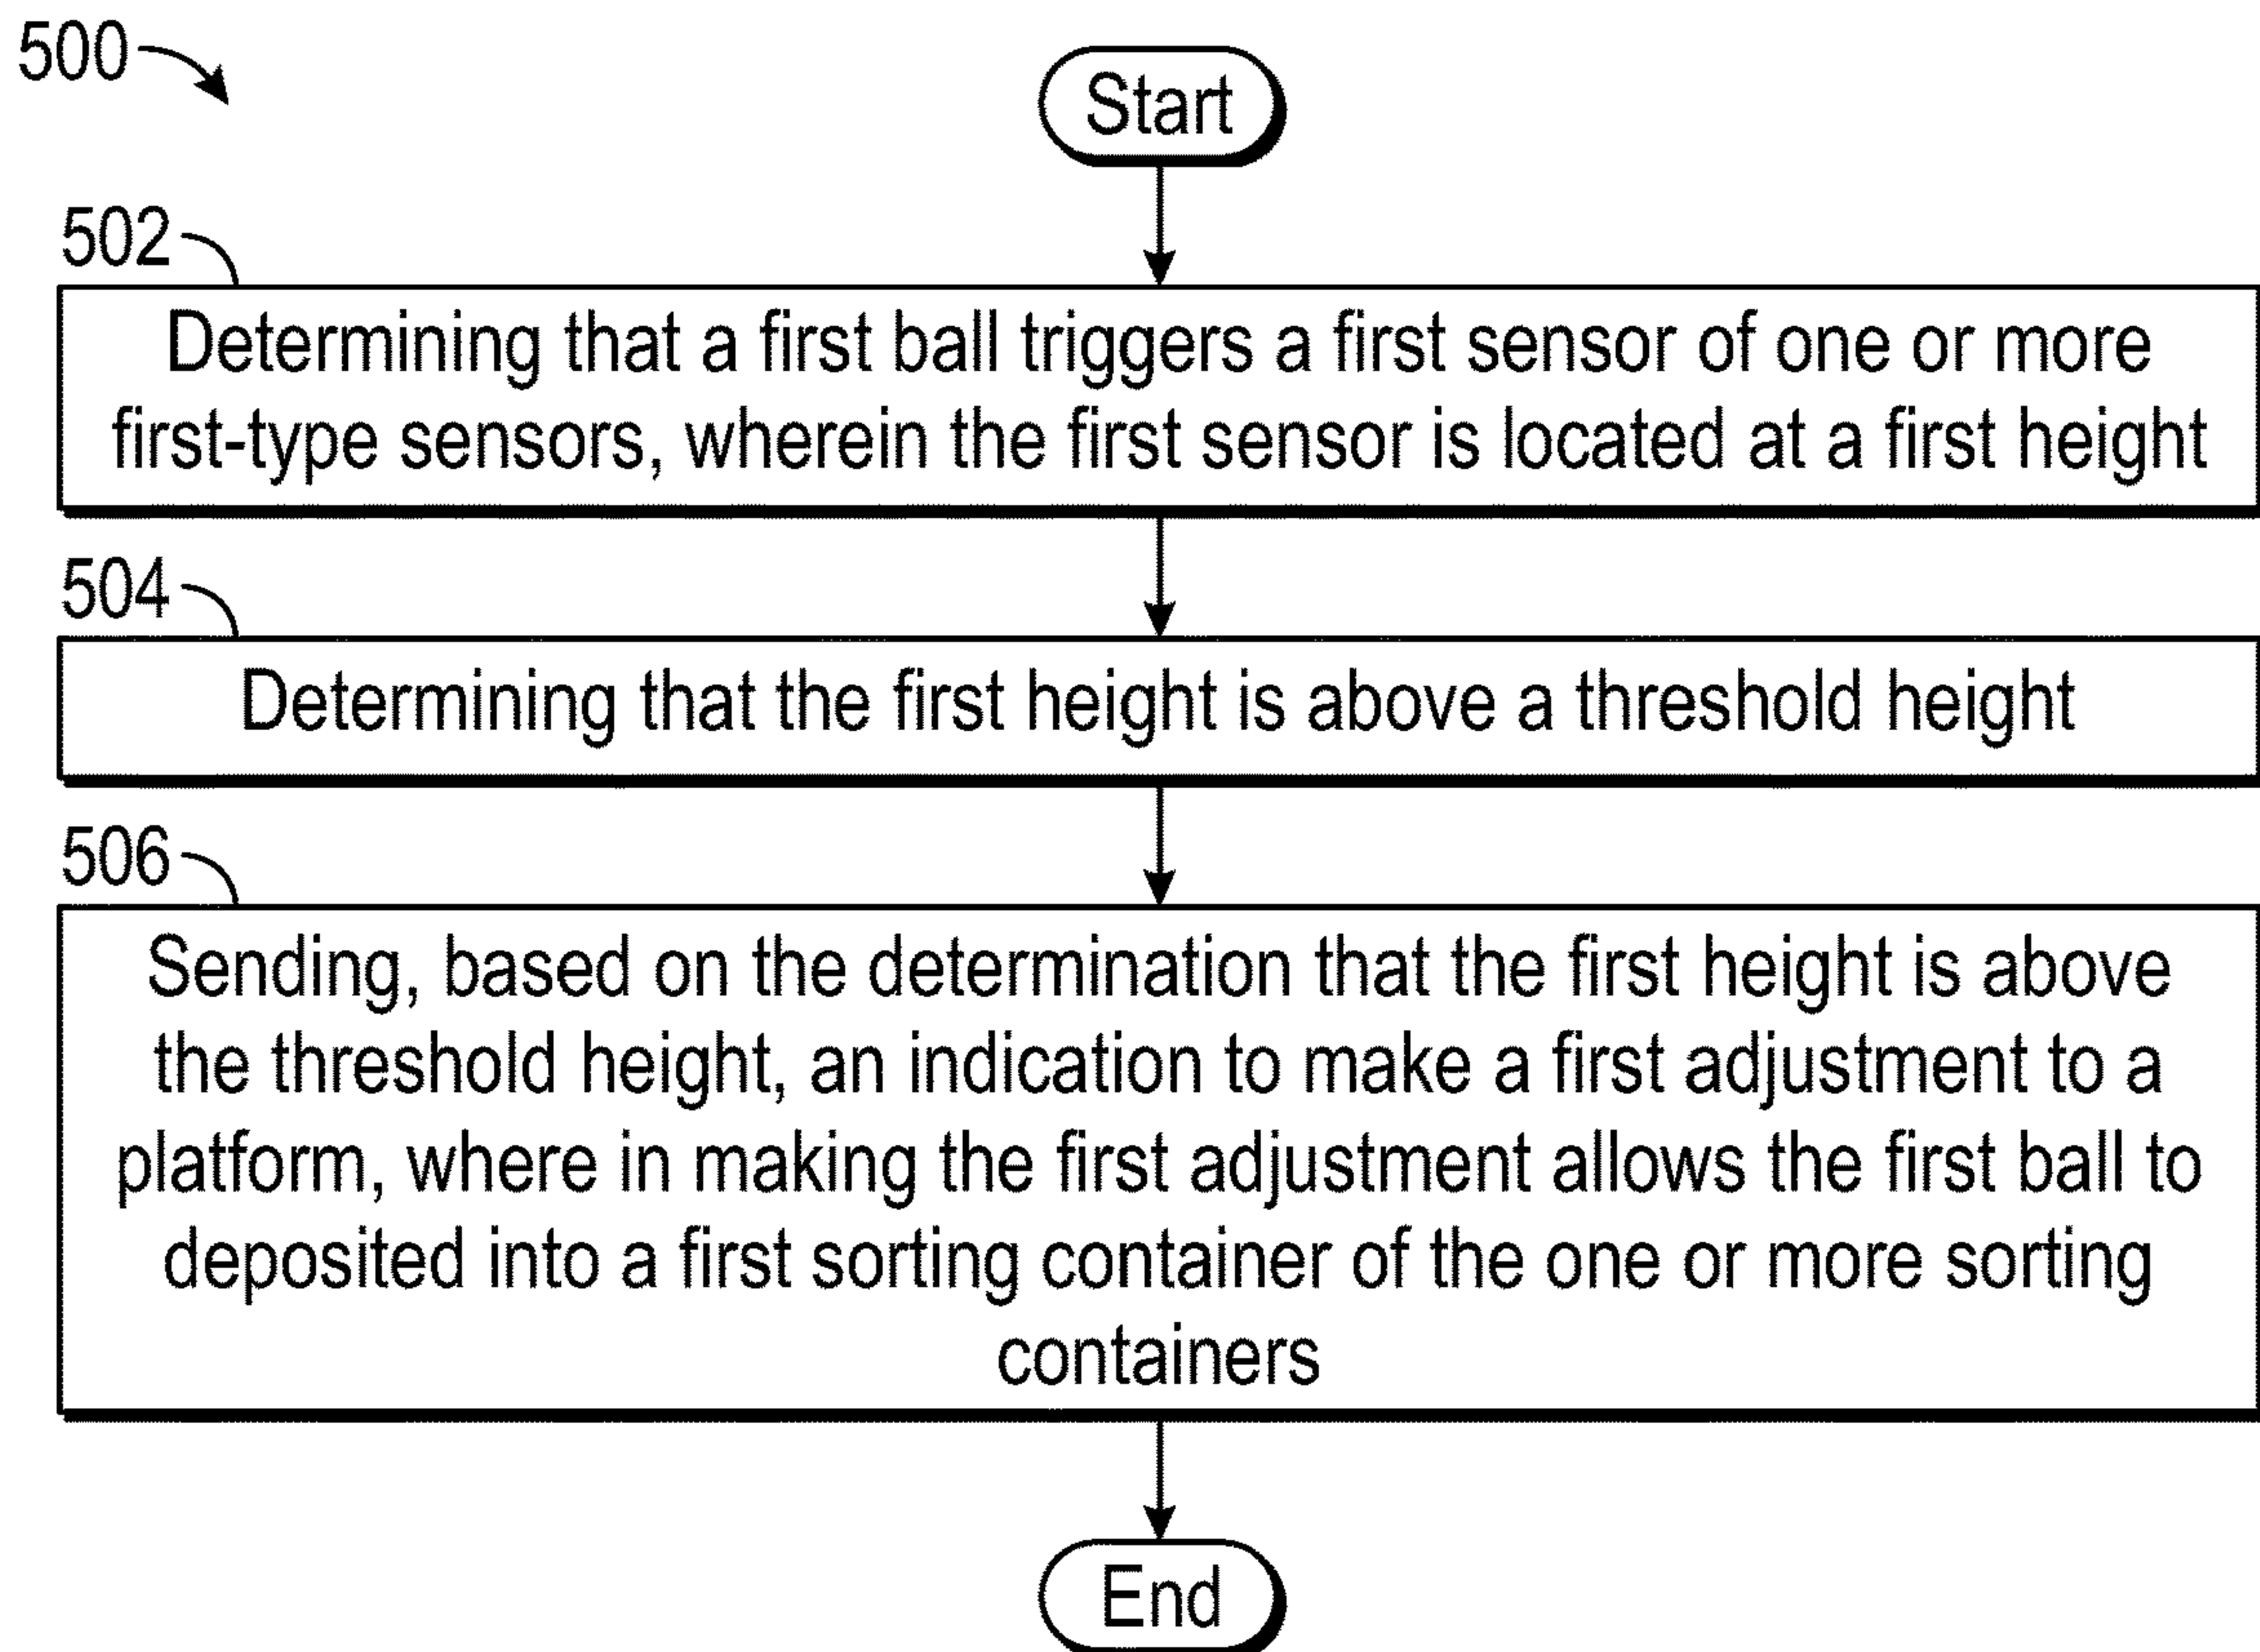 500
Start
502
Determining that a first ball triggers a first sensor of one or more
first-type sensors, wherein the first sensor is located at a first height
504
Determining that the first height is above a threshold height
506
Sending, based on the determination that the first height is above
the threshold height, an indication to make a first adjustment to a
platform, where in making the first adjustment allows the first ball to
deposited into a first sorting container of the one or more sorting
containers
End